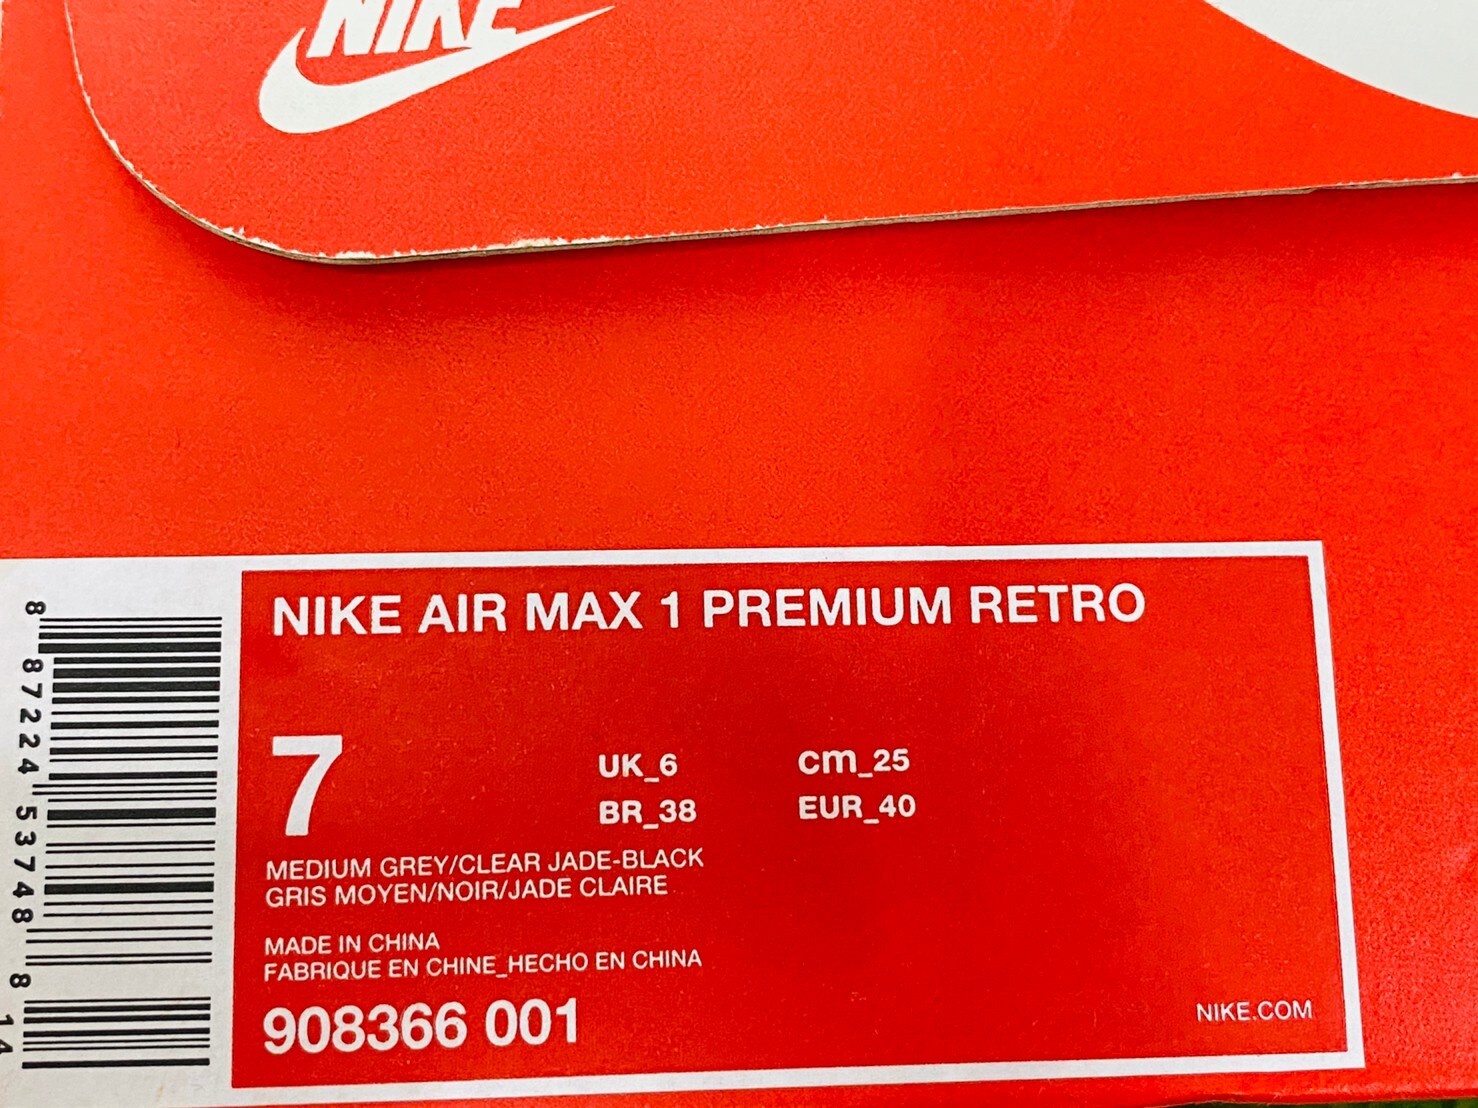 NIKE
NIKE AIR MAX 1 PREMIUM RETRO
7
UK_6 cm_25
BR_38 EUR_40
MEDIUM GREY/CLEAR JADE-BLACK
GRIS MOYEN/NOIR/JADE CLAIRE
MADE IN CHINA
FABRIQUE EN CHINE_HECHO EN CHINA
908366 001
NIKE.COM
8 87224 53748 8
14